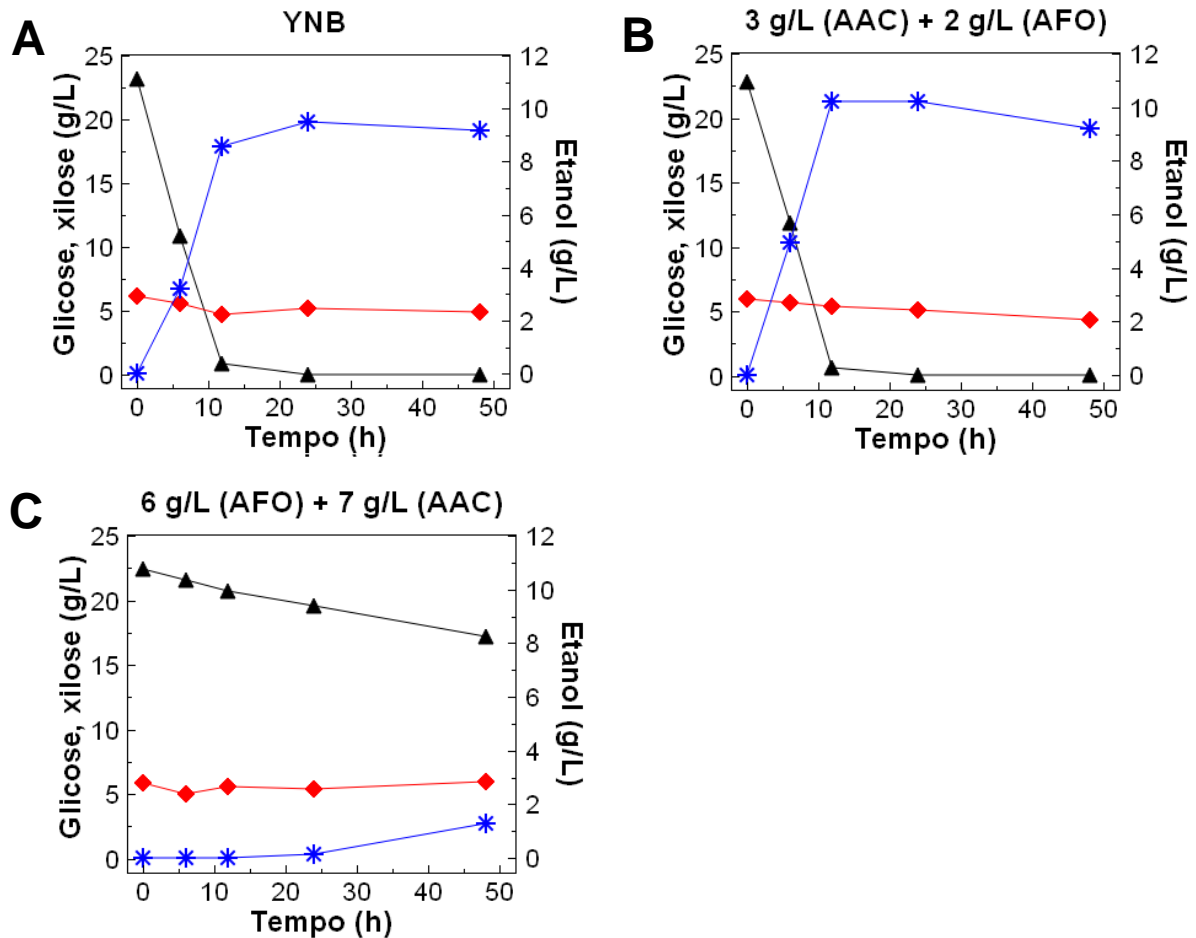 A
YNB
25
20
15
10
5
0
Glicose, xilose (g/L)
12
10
8
6
4
2
0
Etanol (g/L)
0 10 20 30 40 50
Tempo (h)
B
3 g/L (AAC) + 2 g/L (AFO)
25
20
15
10
5
0
Glicose, xilose (g/L)
12
10
8
6
4
2
0
Etanol (g/L)
0 10 20 30 40 50
Tempo (h)
C
6 g/L (AFO) + 7 g/L (AAC)
25
20
15
10
5
0
Glicose, xilose (g/L)
12
10
8
6
4
2
0
Etanol (g/L)
0 10 20 30 40 50
Tempo (h)